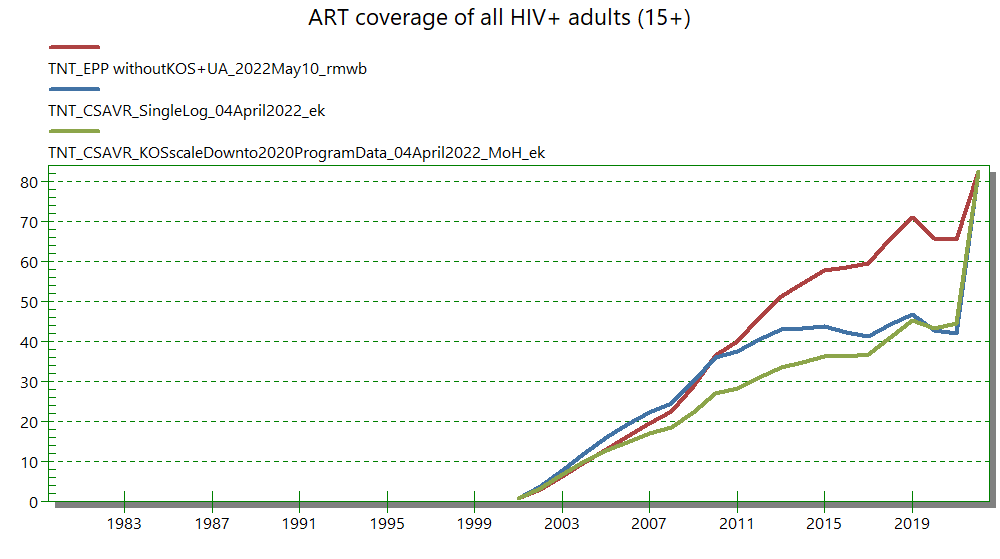 ART coverage of all HIV+ adults (15+)
TNT_EPP withoutKOS+UA_2022May10_rmwb
TNT_CSAVR_SingleLog_04April2022_ek
TNT_CSAVR_KOSscaleDownto2020ProgramData_04April2022_MoH_ek
80
70
60
50
40
30
20
10
0
1983 1987 1991 1995 1999 2003 2007 2011 2015 2019